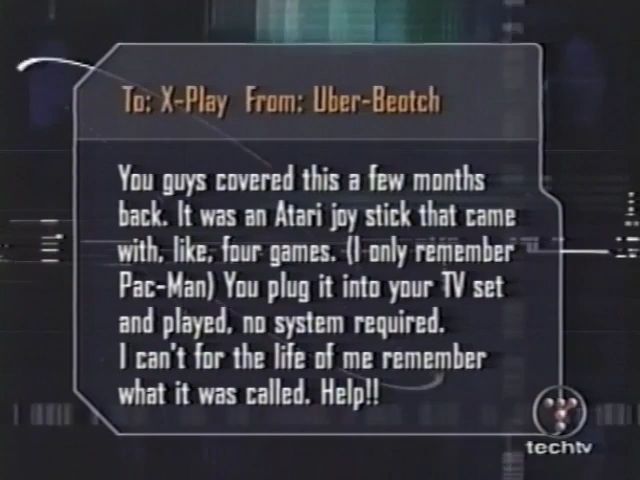 To: X-Play From: Uber-Beotch
You guys covered this a few months
back. It was an Atari joy stick that came
with, like, four games. (I only remember
Pac-Man) You plug it into your TV set
and played, no system required.
I can't for the life of me remember
what it was called. Help!!
techtv